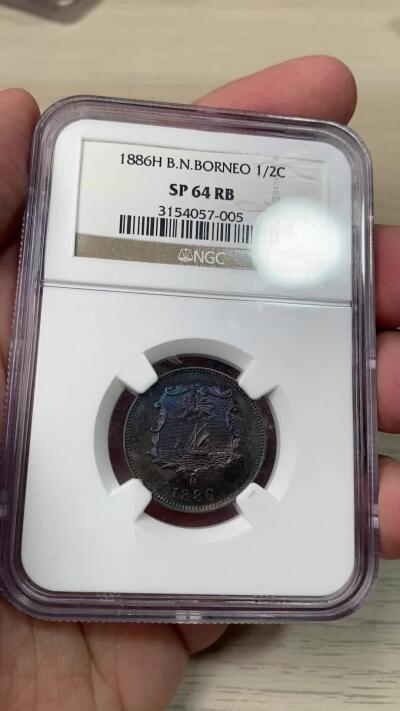 1886H B.N.BORNEO 1/2C
SP 64 RB
3154057-005
NGC
H
1886